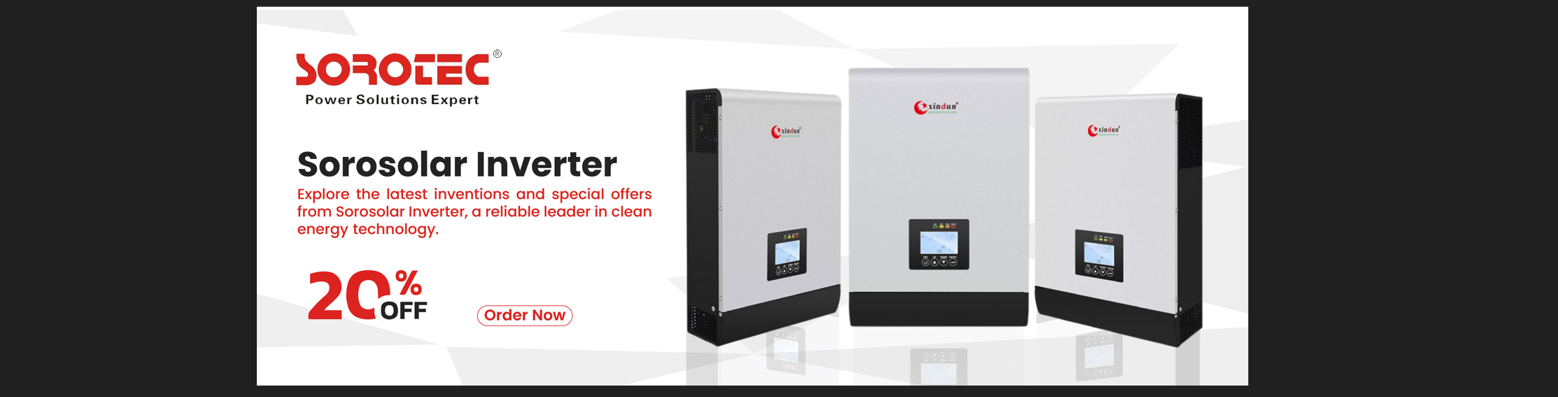 SOROTEC®
Power Solutions Expert
Sorosolar Inverter
Explore the latest inventions and special offers
from Sorosolar Inverter, a reliable leader in clean
energy technology.
20%
OFF
Order Now
xindun®
xindun®
xindun®